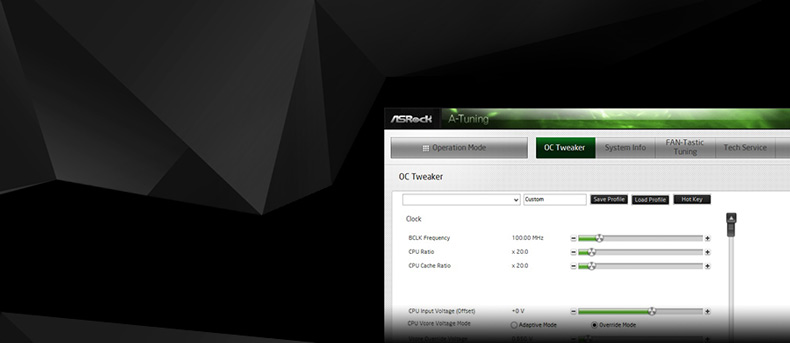 ASRock A-Tuning
Operation Mode OC Tweaker System Info FAN-Tastic Tuning Tech Service
OC Tweaker
Custom Save Profile Load Profile Hot Key
Clock
BCLK Frequency 100.00 MHz
CPU Ratio x 20.0
CPU Cache Ratio x 20.0
CPU Input Voltage (Offset) +0 V
CPU Vcore Voltage Mode Adaptive Mode Override Mode